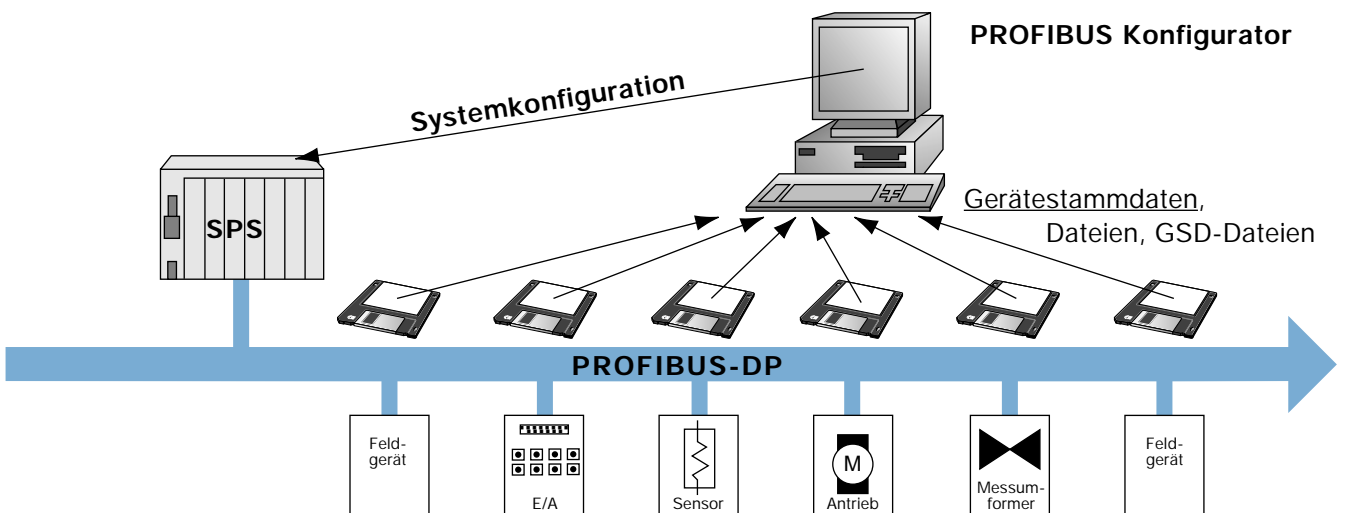 PROFIBUS Konfigurator
Systemkonfiguration
Gerätestammdaten,
Dateien, GSD-Dateien
SPS
PROFIBUS-DP
Feld-
gerät
E/A
Sensor
M
Antrieb
Messum-
former
Feld-
gerät